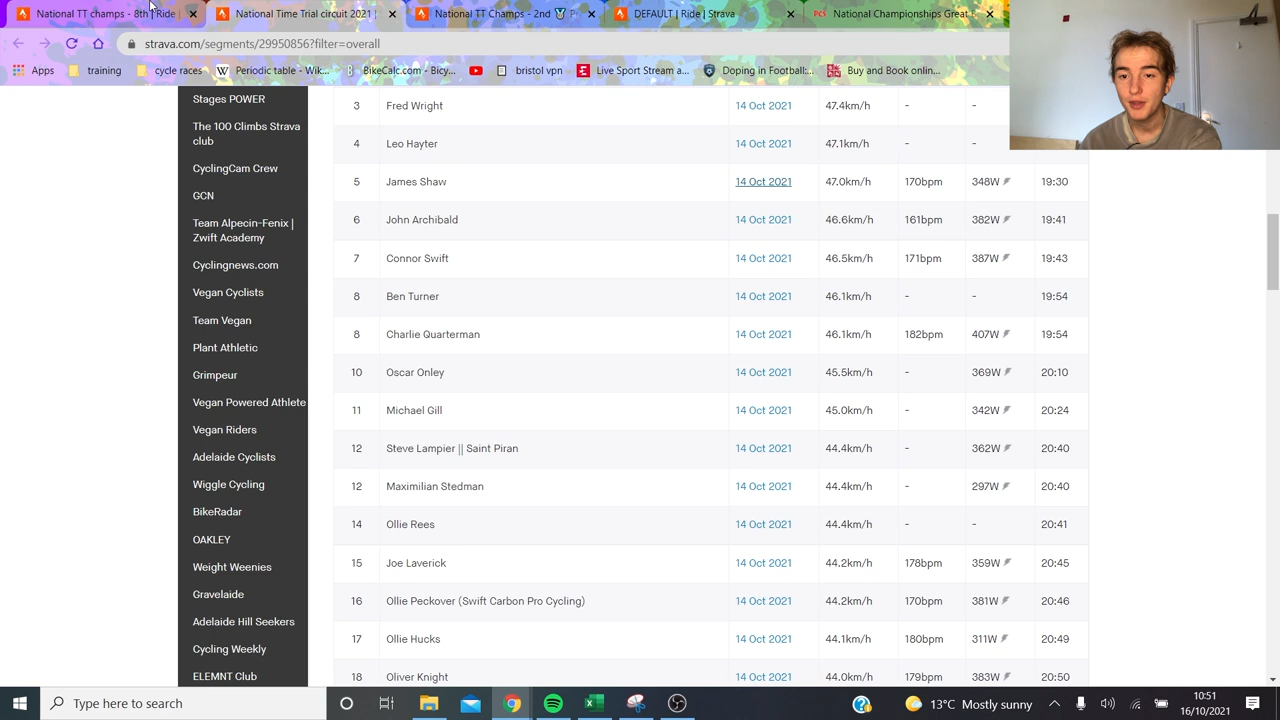 National TT champs - 8th | Ride
National Time Trial circuit 2021 |
National TT Champs - 2nd
DEFAULT | Ride | Strava
PCS National Championships Great
strava.com/segments/29950856?filter=overall
Apps training cycle races Periodic table - Wik... BikeCalc.com - Bicy... bristol vpn Live Sport Stream a... Doping in Football:... Buy and Book onlin...
Stages POWER
The 100 Climbs Strava
club
CyclingCam Crew
GCN
Team Alpecin-Fenix |
Zwift Academy
Cyclingnews.com
Vegan Cyclists
Team Vegan
Plant Athletic
Grimpeur
Vegan Powered Athlete
Vegan Riders
Adelaide Cyclists
Wiggle Cycling
BikeRadar
OAKLEY
Weight Weenies
Gravelaide
Adelaide Hill Seekers
Cycling Weekly
ELEMNT Club
3 Fred Wright 14 Oct 2021 47.4km/h - -
4 Leo Hayter 14 Oct 2021 47.1km/h - -
5 James Shaw 14 Oct 2021 47.0km/h 170bpm 348W 19:30
6 John Archibald 14 Oct 2021 46.6km/h 161bpm 382W 19:41
7 Connor Swift 14 Oct 2021 46.5km/h 171bpm 387W 19:43
8 Ben Turner 14 Oct 2021 46.1km/h - - 19:54
8 Charlie Quarterman 14 Oct 2021 46.1km/h 182bpm 407W 19:54
10 Oscar Onley 14 Oct 2021 45.5km/h - 369W 20:10
11 Michael Gill 14 Oct 2021 45.0km/h - 342W 20:24
12 Steve Lampier || Saint Piran 14 Oct 2021 44.4km/h - 362W 20:40
12 Maximilian Stedman 14 Oct 2021 44.4km/h - 297W 20:40
14 Ollie Rees 14 Oct 2021 44.4km/h - - 20:41
15 Joe Laverick 14 Oct 2021 44.2km/h 178bpm 359W 20:45
16 Ollie Peckover (Swift Carbon Pro Cycling) 14 Oct 2021 44.2km/h 170bpm 381W 20:46
17 Ollie Hucks 14 Oct 2021 44.1km/h 180bpm 311W 20:49
18 Oliver Knight 14 Oct 2021 44.0km/h 179bpm 383W 20:50
Type here to search
13°C Mostly sunny
10:51
16/10/2021